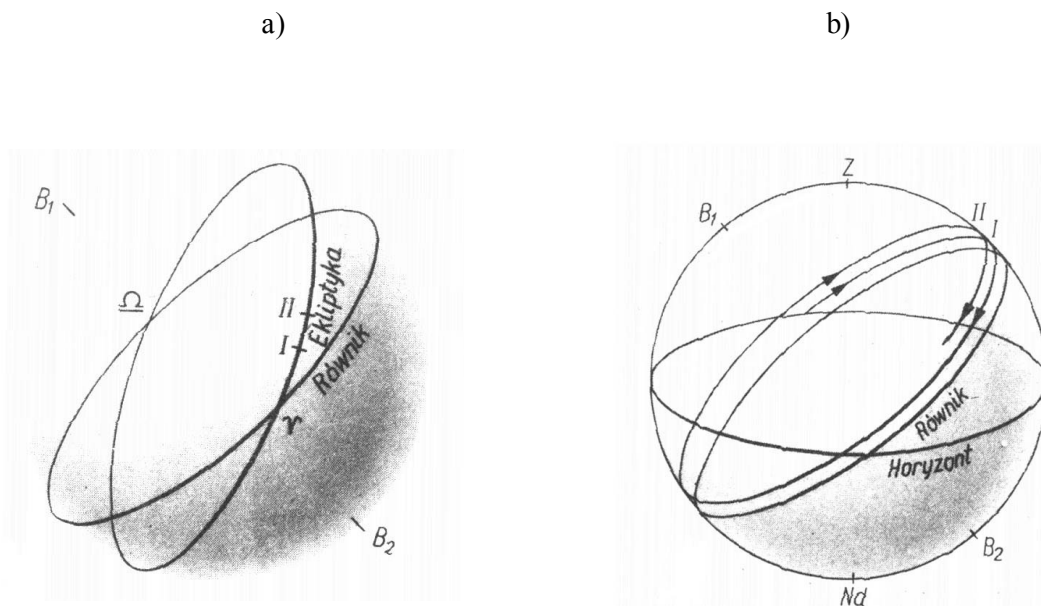 a)
b)
B₁
♎
II
I
Ekliptyka
Równik
♈
B₂
Z
B₁
II
I
Równik
Horyzont
B₂
Nd